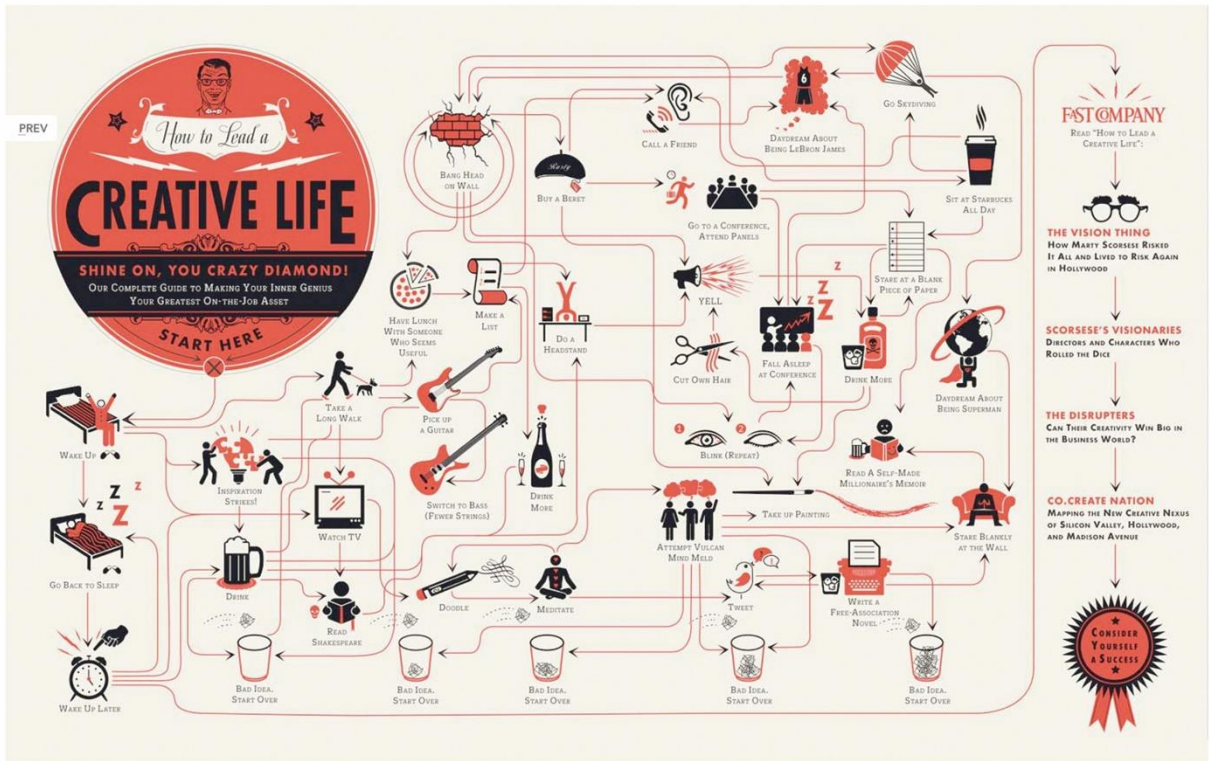 PREV
How to Lead a
CREATIVE LIFE
SHINE ON, YOU CRAZY DIAMOND!
OUR COMPLETE GUIDE TO MAKING YOUR INNER GENIUS
YOUR GREATEST ON-THE-JOB ASSET
START HERE
WAKE UP
Z
Z
Z
GO BACK TO SLEEP
WAKE UP LATER
INSPIRATION
STRIKES!
DRINK
TAKE A
LONG WALK
WATCH TV
READ
SHAKESPEARE
BAD IDEA.
START OVER
HAVE LUNCH
WITH SOMEONE
WHO SEEMS
USEFUL
MAKE A
LIST
PICK UP
A GUITAR
SWITCH TO BASS
(FEWER STRINGS)
DOODLE
BAD IDEA.
START OVER
BANG HEAD
ON WALL
BUY A BERET
DO A
HEADSTAND
DRINK
MORE
MEDITATE
BAD IDEA.
START OVER
CALL A FRIEND
6
DAYDREAM ABOUT
BEING LEBRON JAMES
GO SKYDIVING
SIT AT STARBUCKS
ALL DAY
GO TO A CONFERENCE,
ATTEND PANELS
STARE AT A BLANK
PIECE OF PAPER
YELL
CUT OWN HAIR
Z
Z
Z
Z
FALL ASLEEP
AT CONFERENCE
DRINK MORE
DAYDREAM ABOUT
BEING SUPERMAN
1
2
BLINK (REPEAT)
READ A SELF-MADE
MILLIONAIRE'S MEMOIR
ATTEMPT VULCAN
MIND MELD
TAKE UP PAINTING
STARE BLANKLY
AT THE WALL
TWEET
WRITE A
FREE-ASSOCIATION
NOVEL
BAD IDEA.
START OVER
BAD IDEA.
START OVER
FAST COMPANY
READ "HOW TO LEAD A
CREATIVE LIFE":
THE VISION THING
HOW MARTY SCORSESE RISKED
IT ALL AND LIVED TO RISK AGAIN
IN HOLLYWOOD
SCORSESE'S VISIONARIES
DIRECTORS AND CHARACTERS WHO
ROLLED THE DICE
THE DISRUPTERS
CAN THEIR CREATIVITY WIN BIG IN
THE BUSINESS WORLD?
CO.CREATE NATION
MAPPING THE NEW CREATIVE NEXUS
OF SILICON VALLEY, HOLLYWOOD,
AND MADISON AVENUE
CONSIDER
YOURSELF
A SUCCESS